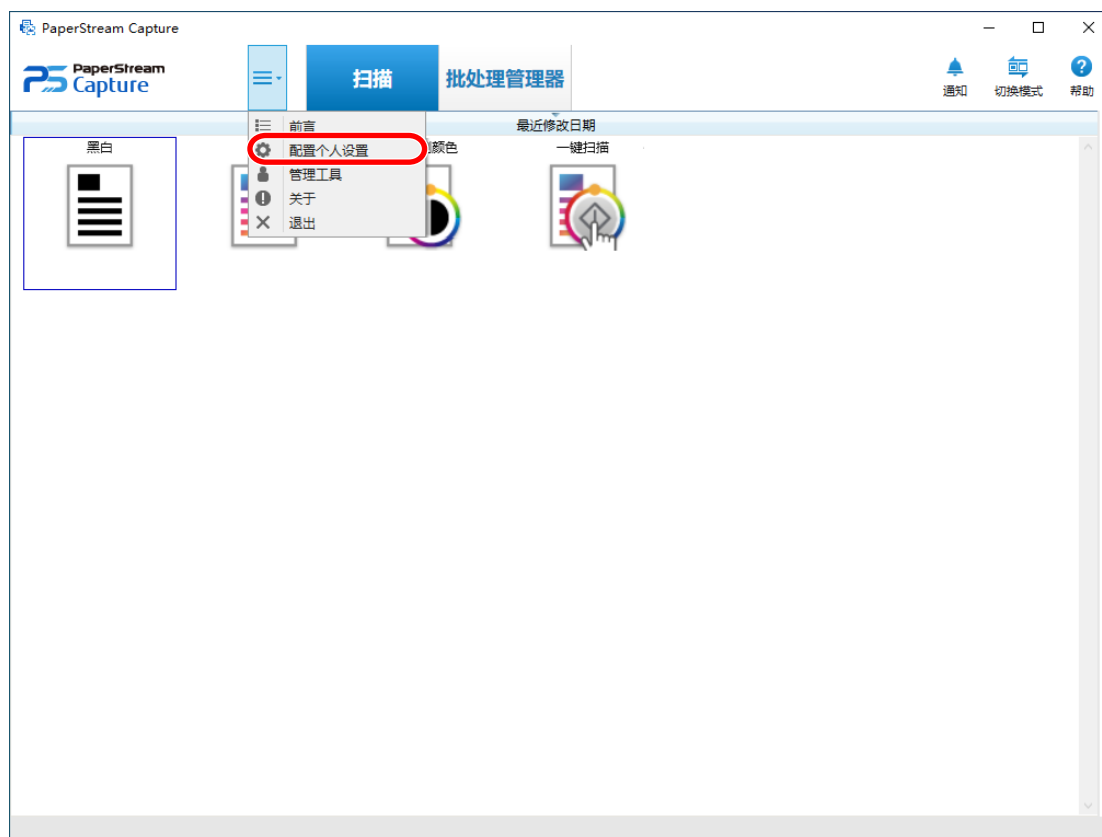 PaperStream Capture
PaperStream
Capture
扫描
批处理管理器
通知
切换模式
帮助
最近修改日期
前言
配置个人设置
管理工具
关于
退出
黑白
颜色
一键扫描